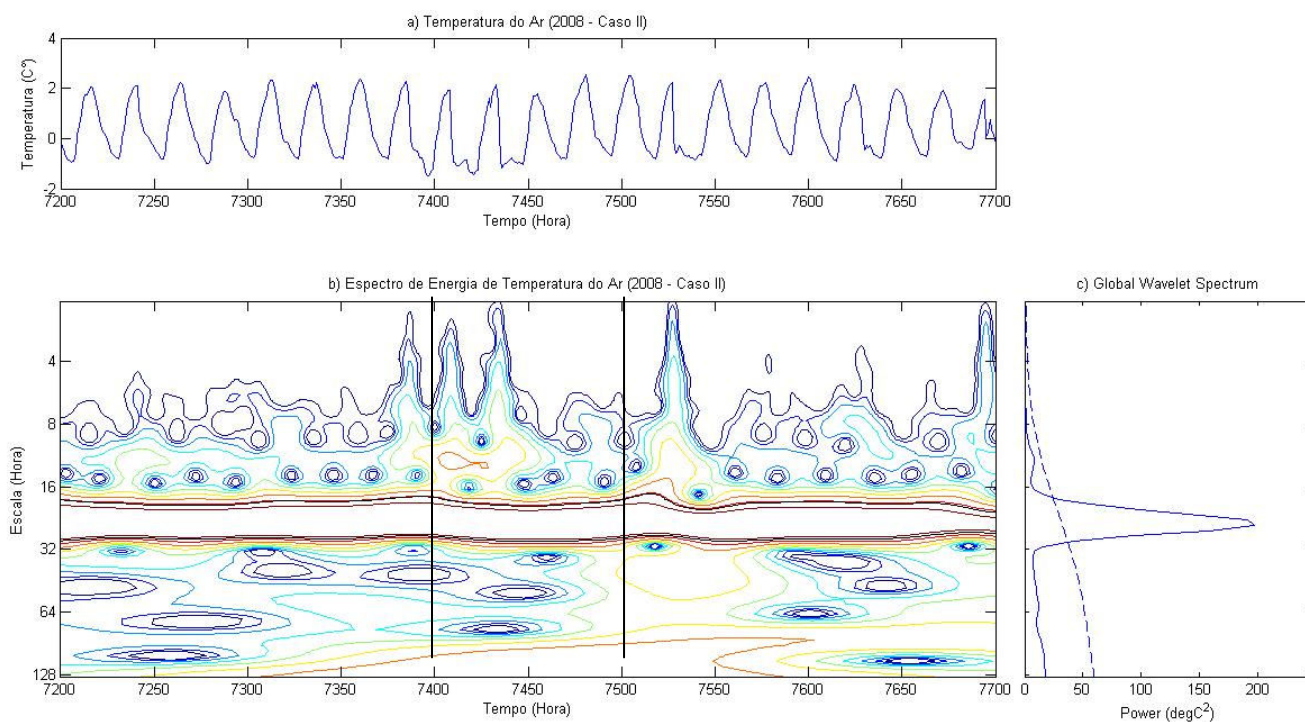 a) Temperatura do Ar (2008 - Caso II)
Temperatura (C°)
4
2
0
-2
7200 7250 7300 7350 7400 7450 7500 7550 7600 7650 7700
Tempo (Hora)
b) Espectro de Energia de Temperatura do Ar (2008 - Caso II)
Escala (Hora)
4
8
16
32
64
128
7200 7250 7300 7350 7400 7450 7500 7550 7600 7650 7700
Tempo (Hora)
c) Global Wavelet Spectrum
0 50 100 150 200
Power (degC²)